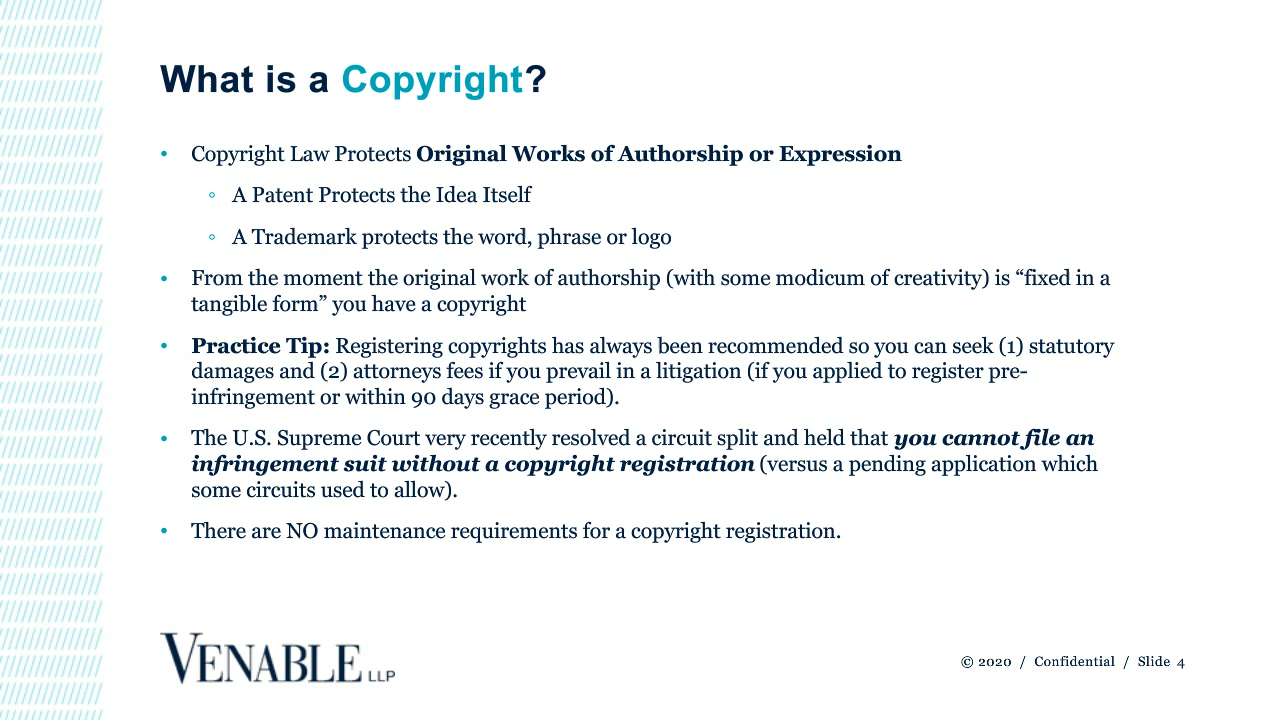 What is a Copyright?
• Copyright Law Protects Original Works of Authorship or Expression
◦ A Patent Protects the Idea Itself
◦ A Trademark protects the word, phrase or logo
• From the moment the original work of authorship (with some modicum of creativity) is “fixed in a
tangible form” you have a copyright
• Practice Tip: Registering copyrights has always been recommended so you can seek (1) statutory
damages and (2) attorneys fees if you prevail in a litigation (if you applied to register pre-
infringement or within 90 days grace period).
• The U.S. Supreme Court very recently resolved a circuit split and held that you cannot file an
infringement suit without a copyright registration (versus a pending application which
some circuits used to allow).
• There are NO maintenance requirements for a copyright registration.
VENABLE LLP
© 2020 / Confidential / Slide 4